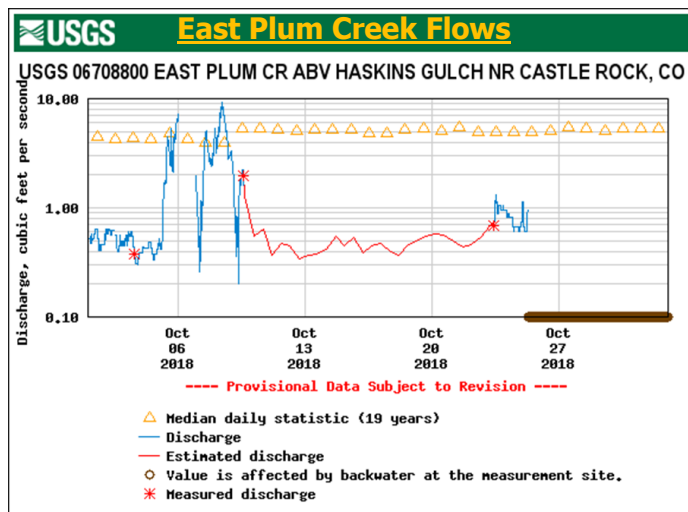 USGS East Plum Creek Flows
USGS 06708800 EAST PLUM CR ABV HASKINS GULCH NR CASTLE ROCK, CO
Discharge, cubic feet per second
10.00
1.00
0.10
Oct Oct Oct Oct
06 13 20 27
2018 2018 2018 2018
---- Provisional Data Subject to Revision ----
Median daily statistic (19 years)
Discharge
Estimated discharge
Value is affected by backwater at the measurement site.
Measured discharge